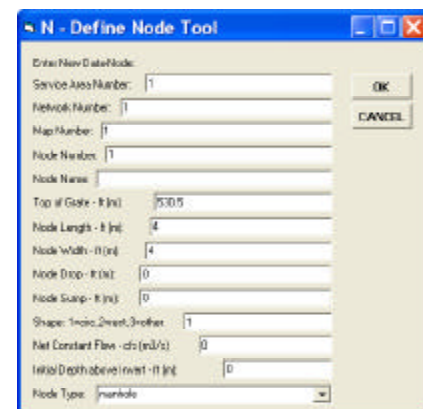 N - Define Node Tool
Enter New Data-Node:
Service Area Number: 1
OK
Network Number: 1
CANCEL
Map Number: 1
Node Number: 1
Node Name:
Top of Grate - ft (m): 530.5
Node Length - ft (m): 4
Node Width - ft (m): 4
Node Drop - ft (m): 0
Node Sump - ft (m): 0
Shape: 1=circ, 2=rect, 3=other 1
Net Constant Flow - cfs (m3/s) 0
Initial Depth above Invert - ft (m): 0
Node Type: manhole